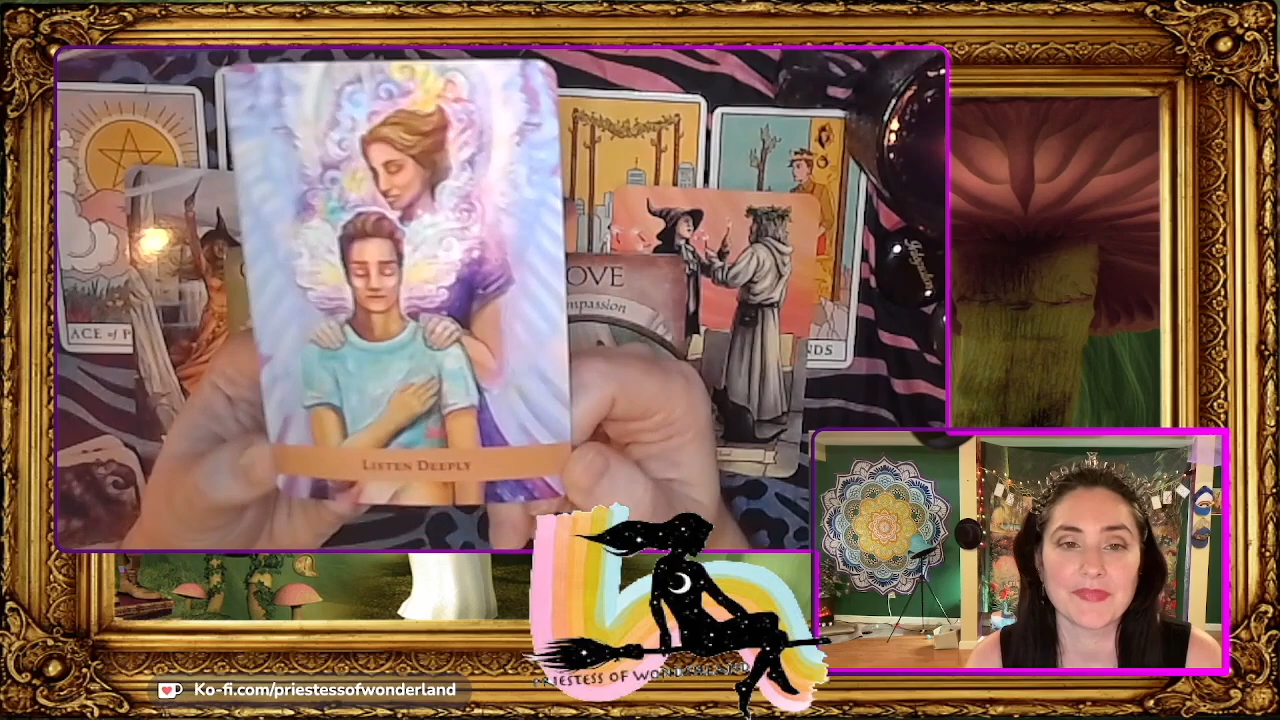 ACE of P
OVE
mpassion
NDS
LISTEN DEEPLY
PRIESTESS OF WONDERLAND
Ko-fi.com/priestessofwonderland